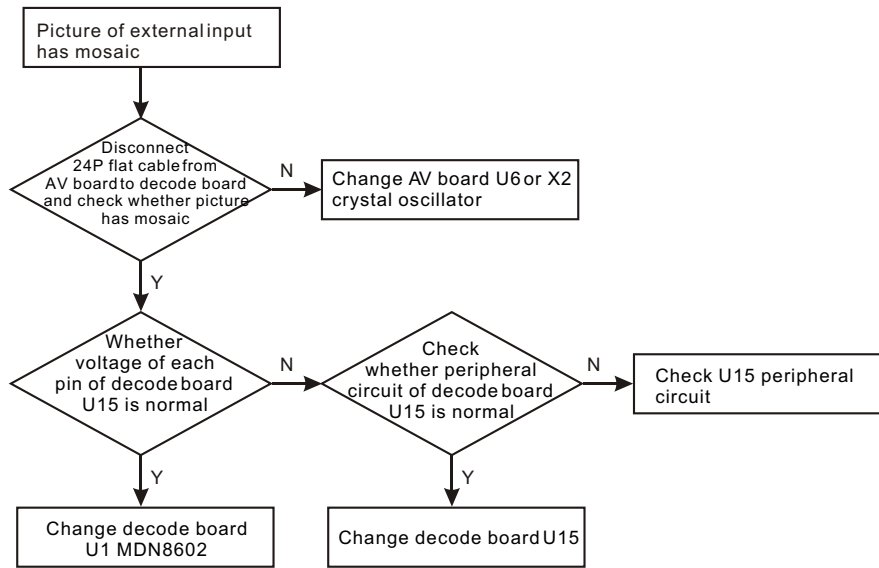 Picture of external input
has mosaic
Disconnect
24P flat cable from
AV board to decode board
and check whether picture
has mosaic
N
Change AV board U6 or X2
crystal oscillator
Y
Whether
voltage of each
pin of decode board
U15 is normal
N
Check
whether peripheral
circuit of decode board
U15 is normal
N
Check U15 peripheral
circuit
Y
Change decode board
U1 MDN8602
Y
Change decode board U15